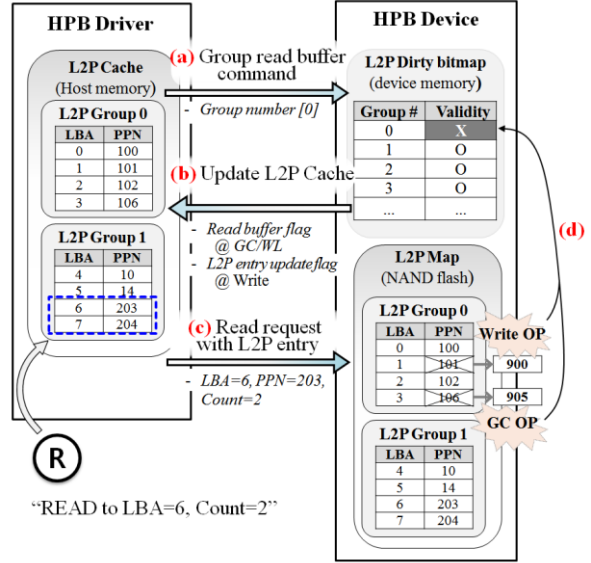 HPB Driver
L2P Cache
(Host memory)
L2P Group 0
LBA PPN
0 100
1 101
2 102
3 106
L2P Group 1
LBA PPN
4 10
5 14
6 203
7 204
R
“READ to LBA=6, Count=2”
(a) Group read buffer
command
- Group number [0]
(b) Update L2P Cache
- Read buffer flag
@ GC/WL
- L2P entry update flag
@ Write
(c) Read request
with L2P entry
- LBA=6, PPN=203,
Count=2
HPB Device
L2P Dirty bitmap
(device memory)
Group # Validity
0 X
1 O
2 O
3 O
... ...
(d)
L2P Map
(NAND flash)
L2P Group 0
LBA PPN
0 100
1 101 900
2 102
3 106 905
Write OP
GC OP
L2P Group 1
LBA PPN
4 10
5 14
6 203
7 204